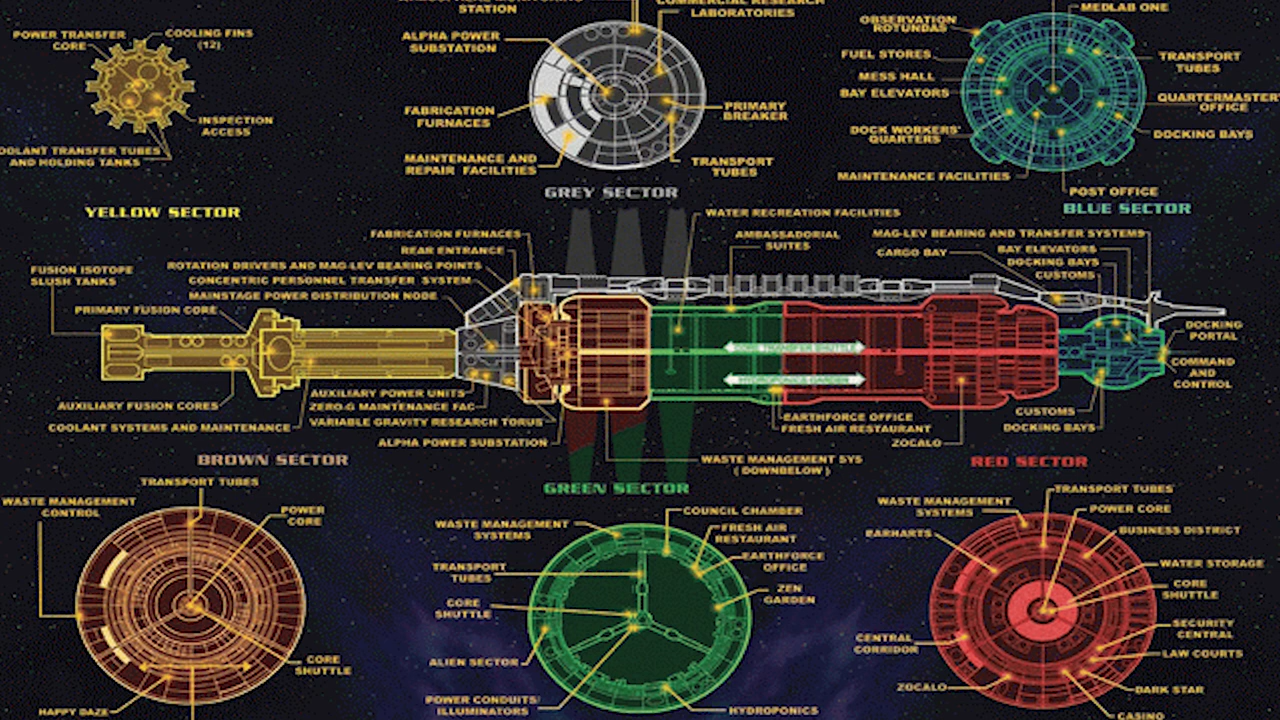 STATION
COMMERCIAL RESEARCH
LABORATORIES
MEDLAB ONE
POWER TRANSFER
CORE
COOLING FINS
(12)
ALPHA POWER
SUBSTATION
OBSERVATION
ROTUNDAS
FUEL STORES
TRANSPORT
TUBES
MESS HALL
BAY ELEVATORS
FABRICATION
FURNACES
PRIMARY
BREAKER
QUARTERMASTER
OFFICE
INSPECTION
ACCESS
DOCK WORKERS'
QUARTERS
DOCKING BAYS
OOLANT TRANSFER TUBES
AND HOLDING TANKS
MAINTENANCE AND
REPAIR FACILITIES
TRANSPORT
TUBES
MAINTENANCE FACILITIES
POST OFFICE
GREY SECTOR
YELLOW SECTOR
BLUE SECTOR
WATER RECREATION FACILITIES
FABRICATION FURNACES
AMBASSADORIAL
SUITES
MAG-LEV BEARING AND TRANSFER SYSTEMS
REAR ENTRANCE
CARGO BAY
BAY ELEVATORS
DOCKING BAYS
CUSTOMS
FUSION ISOTOPE
SLUSH TANKS
ROTATION DRIVERS AND MAG-LEV BEARING POINTS
CONCENTRIC PERSONNEL TRANSFER SYSTEM
MAINSTAGE POWER DISTRIBUTION NODE
PRIMARY FUSION CORE
DOCKING
PORTAL
CORE TRANSFER SHUTTLE
COMMAND
AND
CONTROL
HYDROPONICS GARDEN
AUXILIARY POWER UNITS
AUXILIARY FUSION CORES
ZERO-G MAINTENANCE FAC
CUSTOMS
COOLANT SYSTEMS AND MAINTENANCE
VARIABLE GRAVITY RESEARCH TORUS
EARTHFORCE OFFICE
FRESH AIR RESTAURANT
DOCKING BAYS
ALPHA POWER SUBSTATION
ZOCALO
WASTE MANAGEMENT SYS
( DOWNBELOW )
BROWN SECTOR
GREEN SECTOR
RED SECTOR
TRANSPORT TUBES
WASTE MANAGEMENT
CONTROL
POWER
CORE
CORE
SHUTTLE
HAPPY DAZE
COUNCIL CHAMBER
WASTE MANAGEMENT
SYSTEMS
FRESH AIR
RESTAURANT
EARTHFORCE
OFFICE
TRANSPORT
TUBES
ZEN
GARDEN
CORE
SHUTTLE
ALIEN SECTOR
POWER CONDUITS/
ILLUMINATORS
HYDROPONICS
TRANSPORT TUBES
WASTE MANAGEMENT
SYSTEMS
POWER CORE
BUSINESS DISTRICT
EARHARTS
WATER STORAGE
CORE
SHUTTLE
SECURITY
CENTRAL
CENTRAL
CORRIDOR
LAW COURTS
ZOCALO
DARK STAR
CASINO